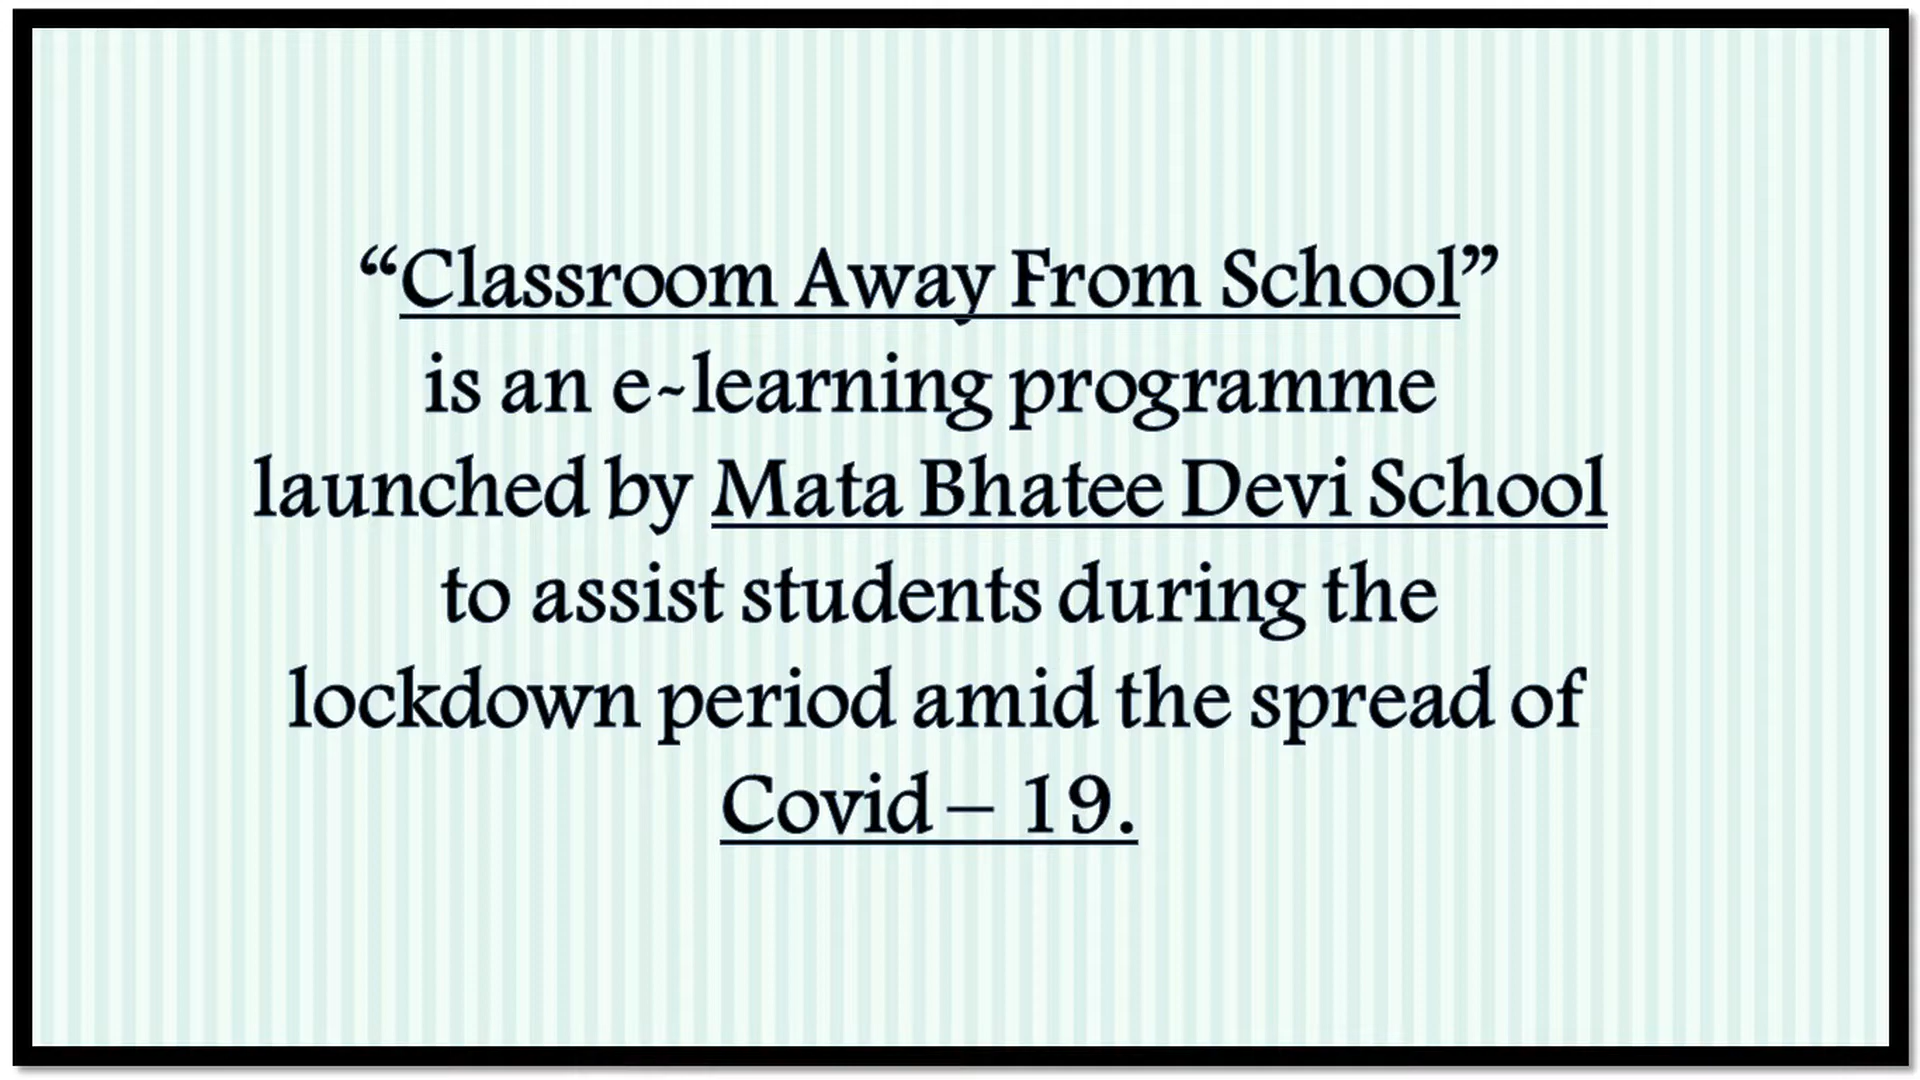 “Classroom Away From School”
is an e-learning programme
launched by Mata Bhatee Devi School
to assist students during the
lockdown period amid the spread of
Covid – 19.